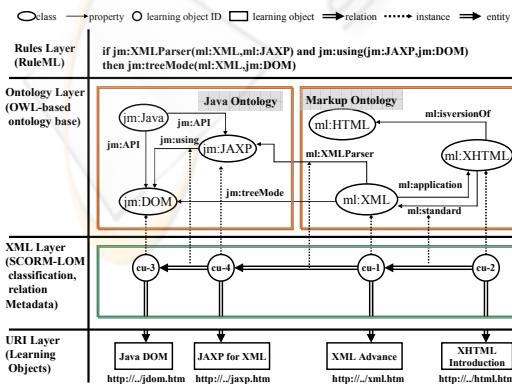 class property learning object ID learning object relation instance entity
Rules Layer
(RuleML)
if jm:XMLParser(ml:XML,ml:JAXP) and jm:using(jm:JAXP,jm:DOM)
then jm:treeMode(ml:XML,jm:DOM)
Ontology Layer
(OWL-based
ontology base)
Java Ontology
Markup Ontology
jm:Java
jm:API
jm:API
jm:using
jm:JAXP
jm:DOM
jm:treeMode
ml:HTML
ml:isversionOf
ml:XMLParser
ml:XHTML
ml:application
ml:XML
ml:standard
XML Layer
(SCORM-LOM
classification,
relation
Metadata)
cu-3
cu-4
cu-1
cu-2
URI Layer
(Learning
Objects)
Java DOM
JAXP for XML
XML Advance
XHTML
Introduction
http://../jdom.htm
http://../jaxp.htm
http://../xml.htm
http://../html.htm